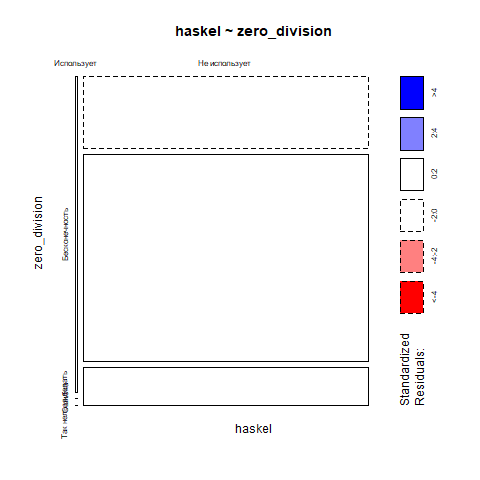 haskel ~ zero_division
Использует
Не использует
zero_division
Бесконечность
Так нельзя
haskel
>4
2:4
0:2
-2:0
-4:-2
<-4
Standardized
Residuals: